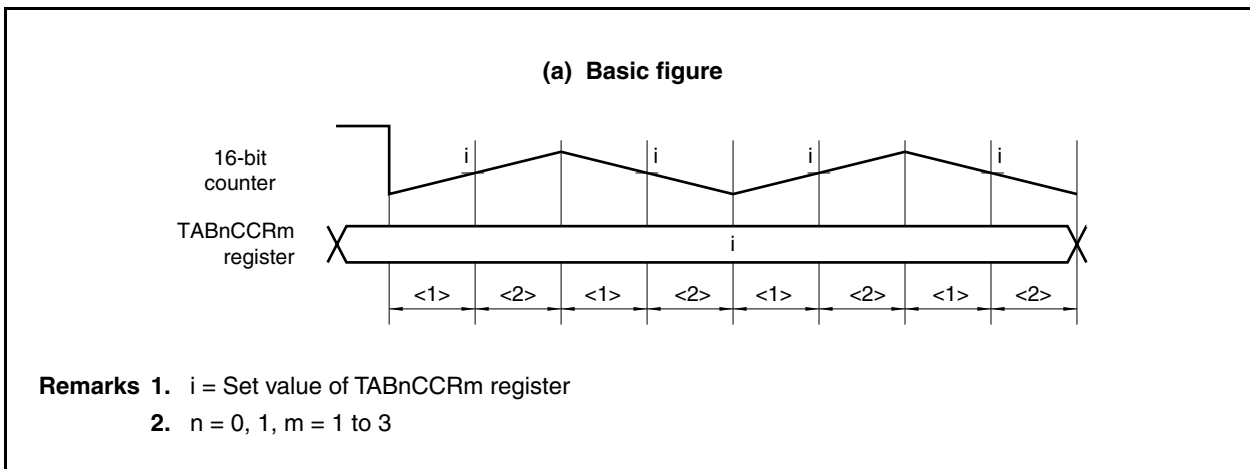 (a) Basic figure
16-bit
counter
i i i i
TABnCCRm
register
i
<1> <2> <1> <2> <1> <2> <1> <2>
Remarks 1. i = Set value of TABnCCRm register
2. n = 0, 1, m = 1 to 3